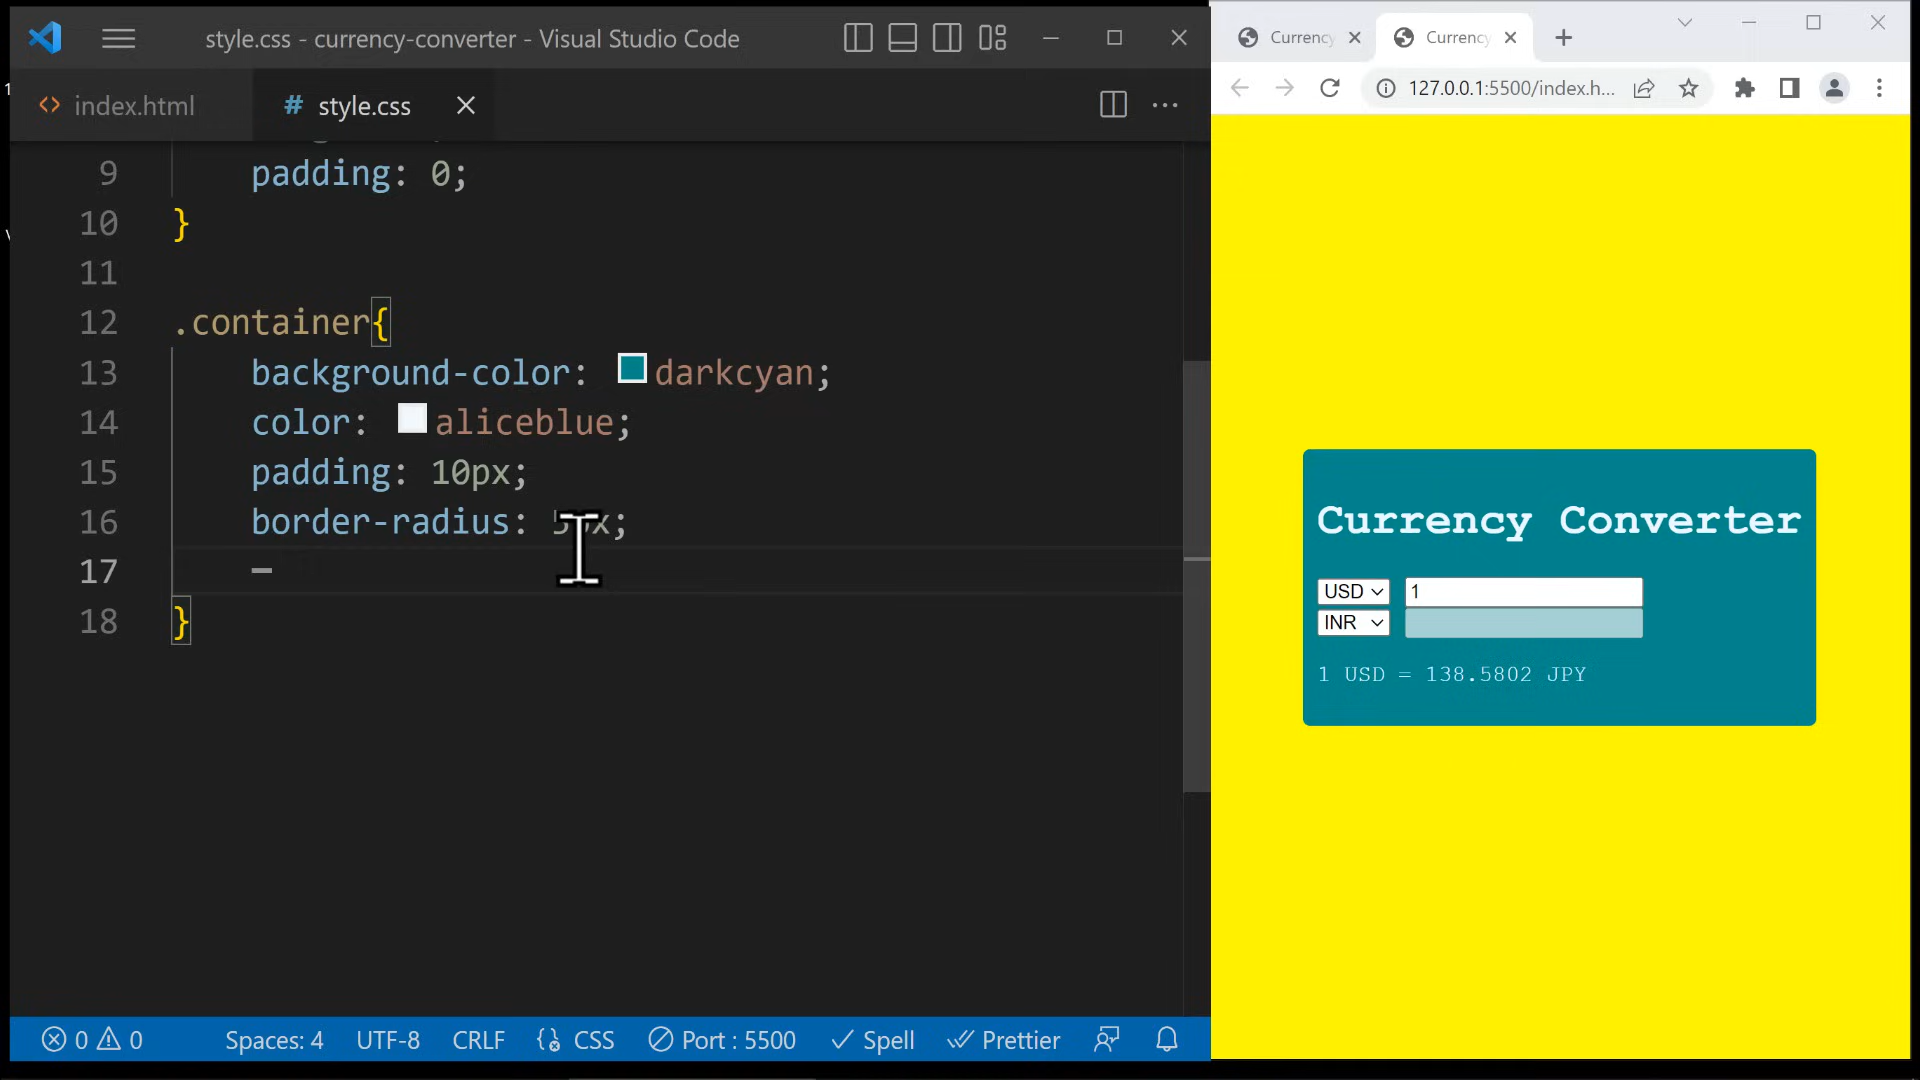 style.css - currency-converter - Visual Studio Code
<> index.html
# style.css
9 padding: 0;
10 }
11
12 .container{
13 background-color: darkcyan;
14 color: aliceblue;
15 padding: 10px;
16 border-radius:
17
18 }
0 0 Spaces: 4 UTF-8 CRLF CSS Port : 5500 Spell Prettier
Currency
Currency
127.0.0.1:5500/index.h...
Currency Converter
USD 1
INR
1 USD = 138.5802 JPY